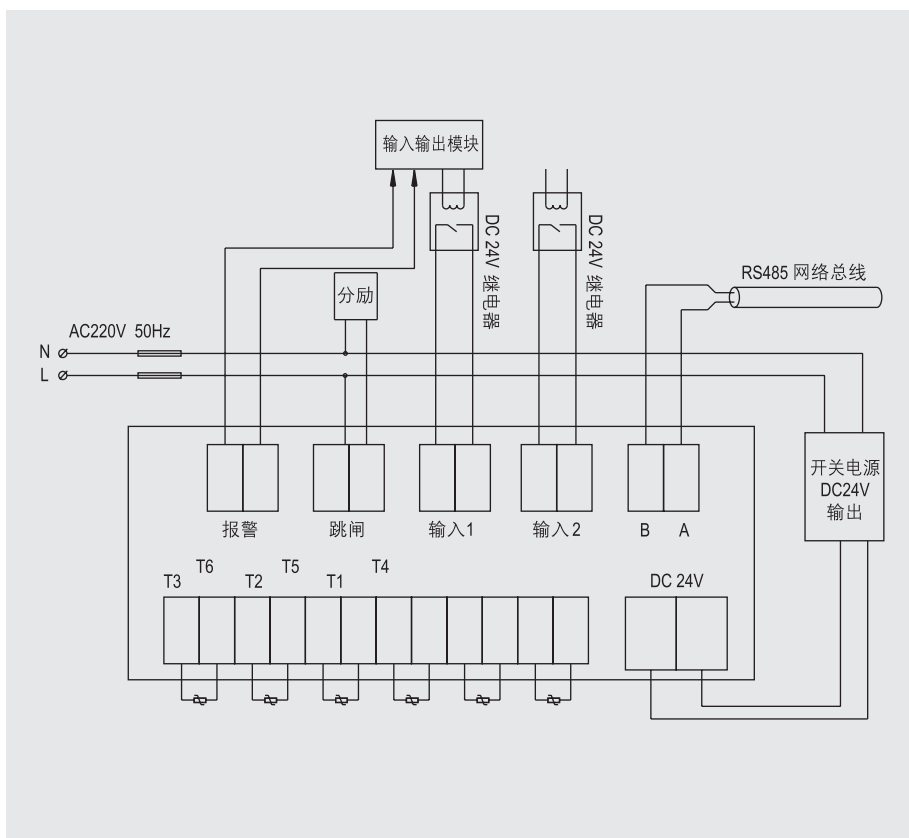 输入输出模块
DC 24V 继电器
DC 24V 继电器
RS485 网络总线
分励
AC220V 50Hz
N
L
开关电源
DC24V
输出
报警
跳闸
输入1
输入2
B
A
T3
T6
T2
T5
T1
T4
DC 24V